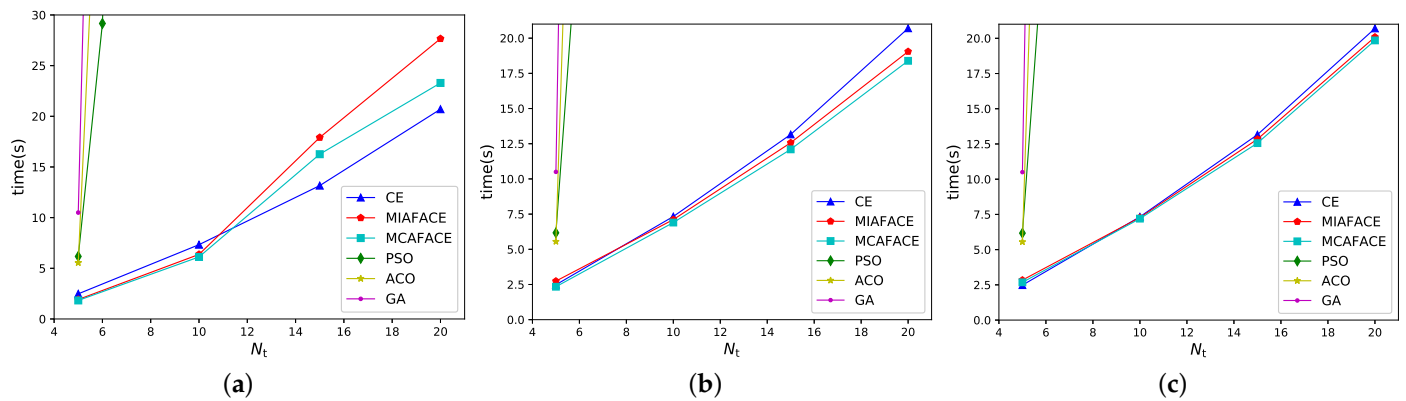 30
25
20
15
10
5
0
time(s)
4 6 8 10 12 14 16 18 20
Nt
CE
MIAFACE
MCAFACE
PSO
ACO
GA
(a)
20.0
17.5
15.0
12.5
10.0
7.5
5.0
2.5
0.0
time(s)
4 6 8 10 12 14 16 18 20
Nt
CE
MIAFACE
MCAFACE
PSO
ACO
GA
(b)
20.0
17.5
15.0
12.5
10.0
7.5
5.0
2.5
0.0
time(s)
4 6 8 10 12 14 16 18 20
Nt
CE
MIAFACE
MCAFACE
PSO
ACO
GA
(c)